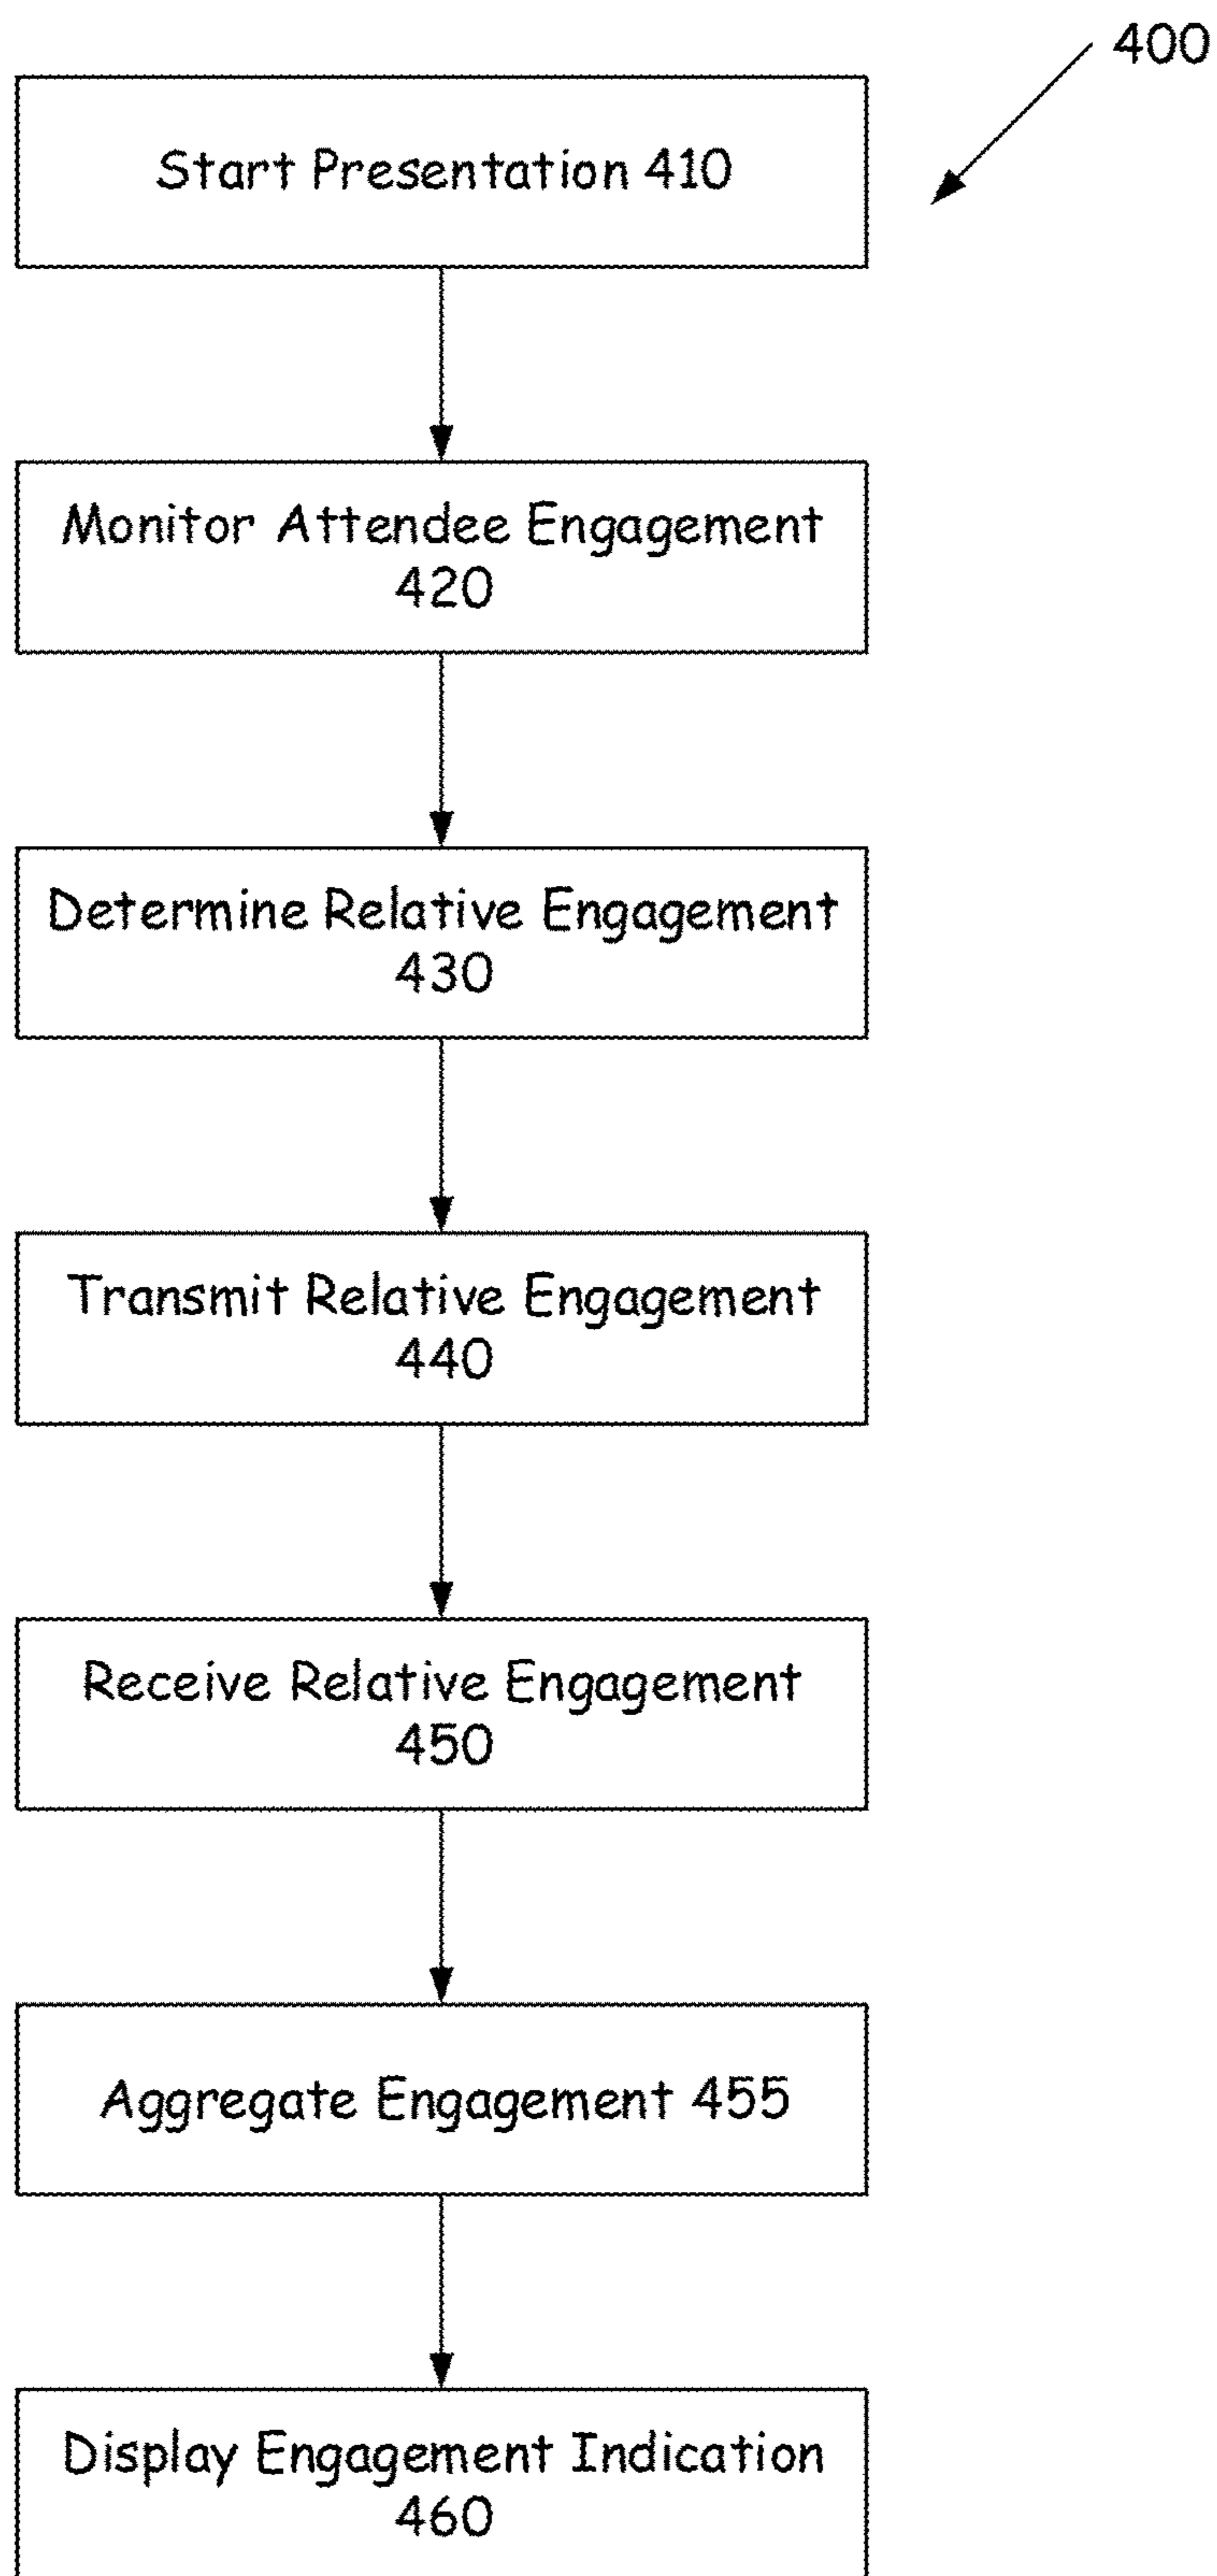 400
Start Presentation 410
Monitor Attendee Engagement
420
Determine Relative Engagement
430
Transmit Relative Engagement
440
Receive Relative Engagement
450
Aggregate Engagement 455
Display Engagement Indication
460